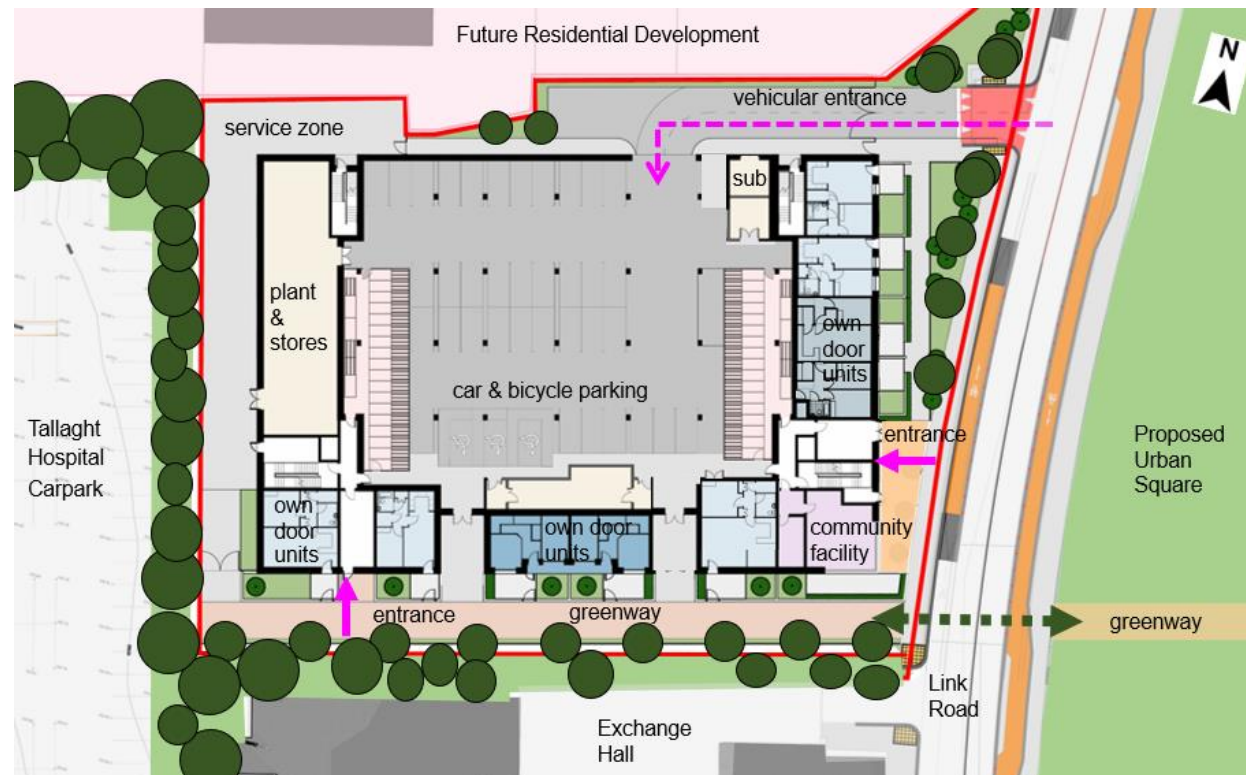 Future Residential Development
N
vehicular entrance
service zone
sub
plant
&
stores
own
door
units
car & bicycle parking
entrance
Tallaght
Hospital
Carpark
Proposed
Urban
Square
own
door
units
own door
units
community
facility
entrance
greenway
greenway
Link
Road
Exchange
Hall